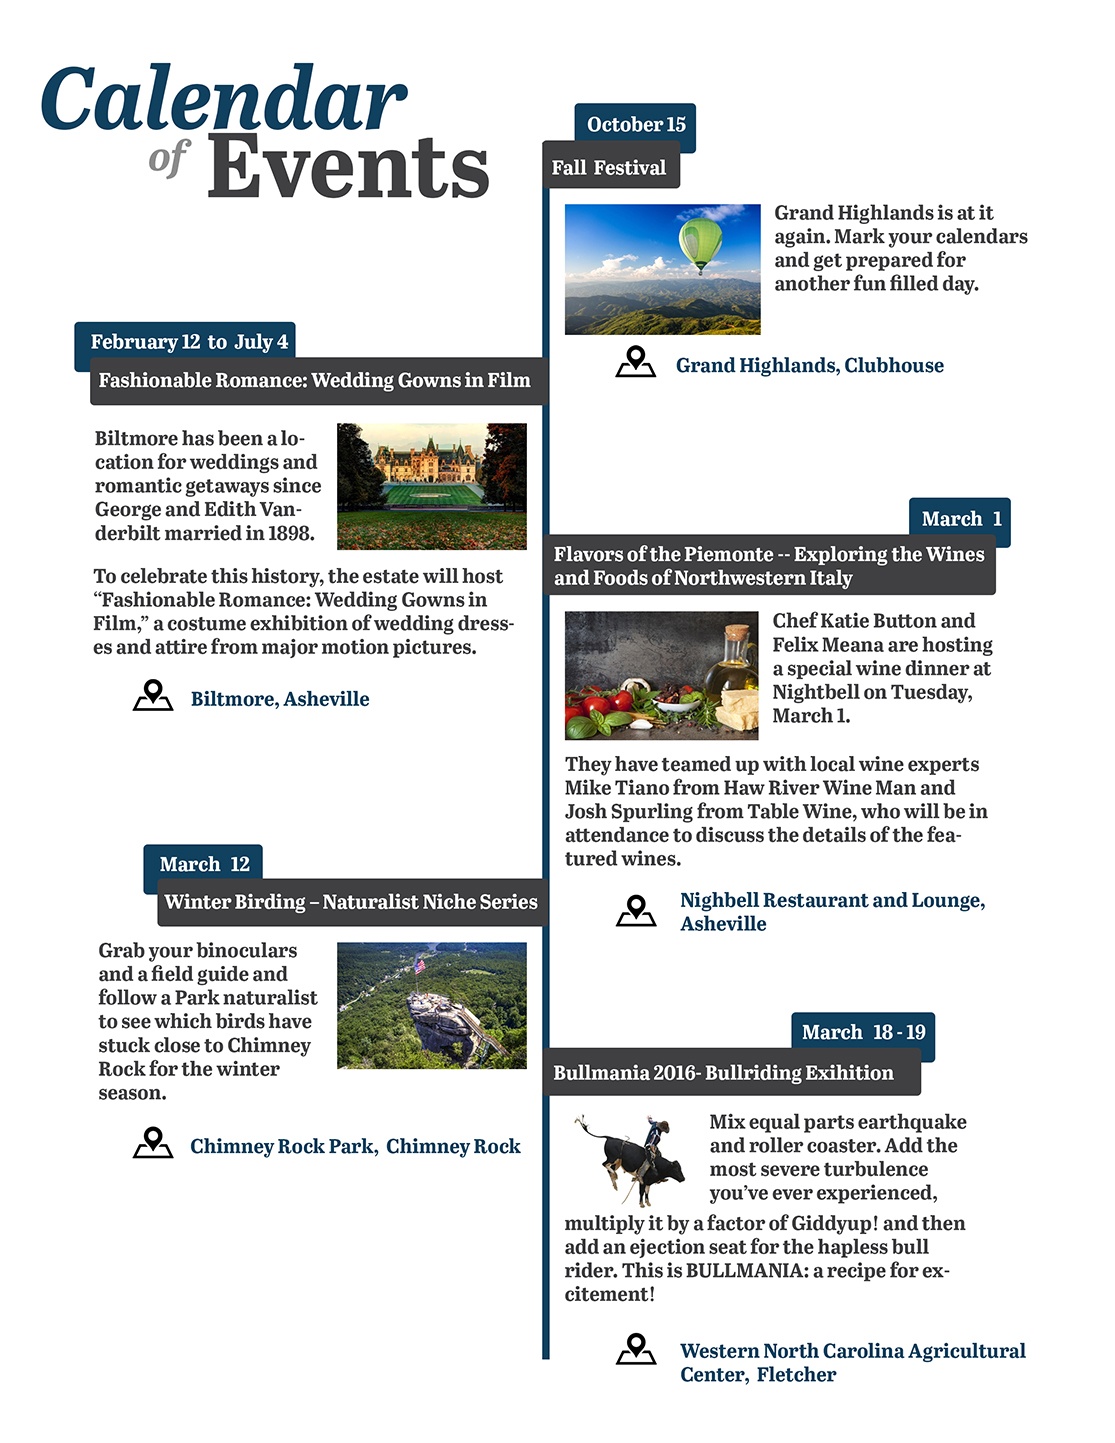 Calendar
of Events
October 15
Fall Festival
Grand Highlands is at it
again. Mark your calendars
and get prepared for
another fun filled day.
Grand Highlands, Clubhouse
February 12 to July 4
Fashionable Romance: Wedding Gowns in Film
Biltmore has been a lo-
cation for weddings and
romantic getaways since
George and Edith Van-
derbilt married in 1898.
To celebrate this history, the estate will host
“Fashionable Romance: Wedding Gowns in
Film,” a costume exhibition of wedding dress-
es and attire from major motion pictures.
Biltmore, Asheville
March 1
Flavors of the Piemonte -- Exploring the Wines
and Foods of Northwestern Italy
Chef Katie Button and
Felix Meana are hosting
a special wine dinner at
Nightbell on Tuesday,
March 1.
They have teamed up with local wine experts
Mike Tiano from Haw River Wine Man and
Josh Spurling from Table Wine, who will be in
attendance to discuss the details of the fea-
tured wines.
Nighbell Restaurant and Lounge,
Asheville
March 12
Winter Birding – Naturalist Niche Series
Grab your binoculars
and a field guide and
follow a Park naturalist
to see which birds have
stuck close to Chimney
Rock for the winter
season.
Chimney Rock Park, Chimney Rock
March 18 - 19
Bullmania 2016- Bullriding Exihition
Mix equal parts earthquake
and roller coaster. Add the
most severe turbulence
you’ve ever experienced,
multiply it by a factor of Giddyup! and then
add an ejection seat for the hapless bull
rider. This is BULLMANIA: a recipe for ex-
citement!
Western North Carolina Agricultural
Center, Fletcher